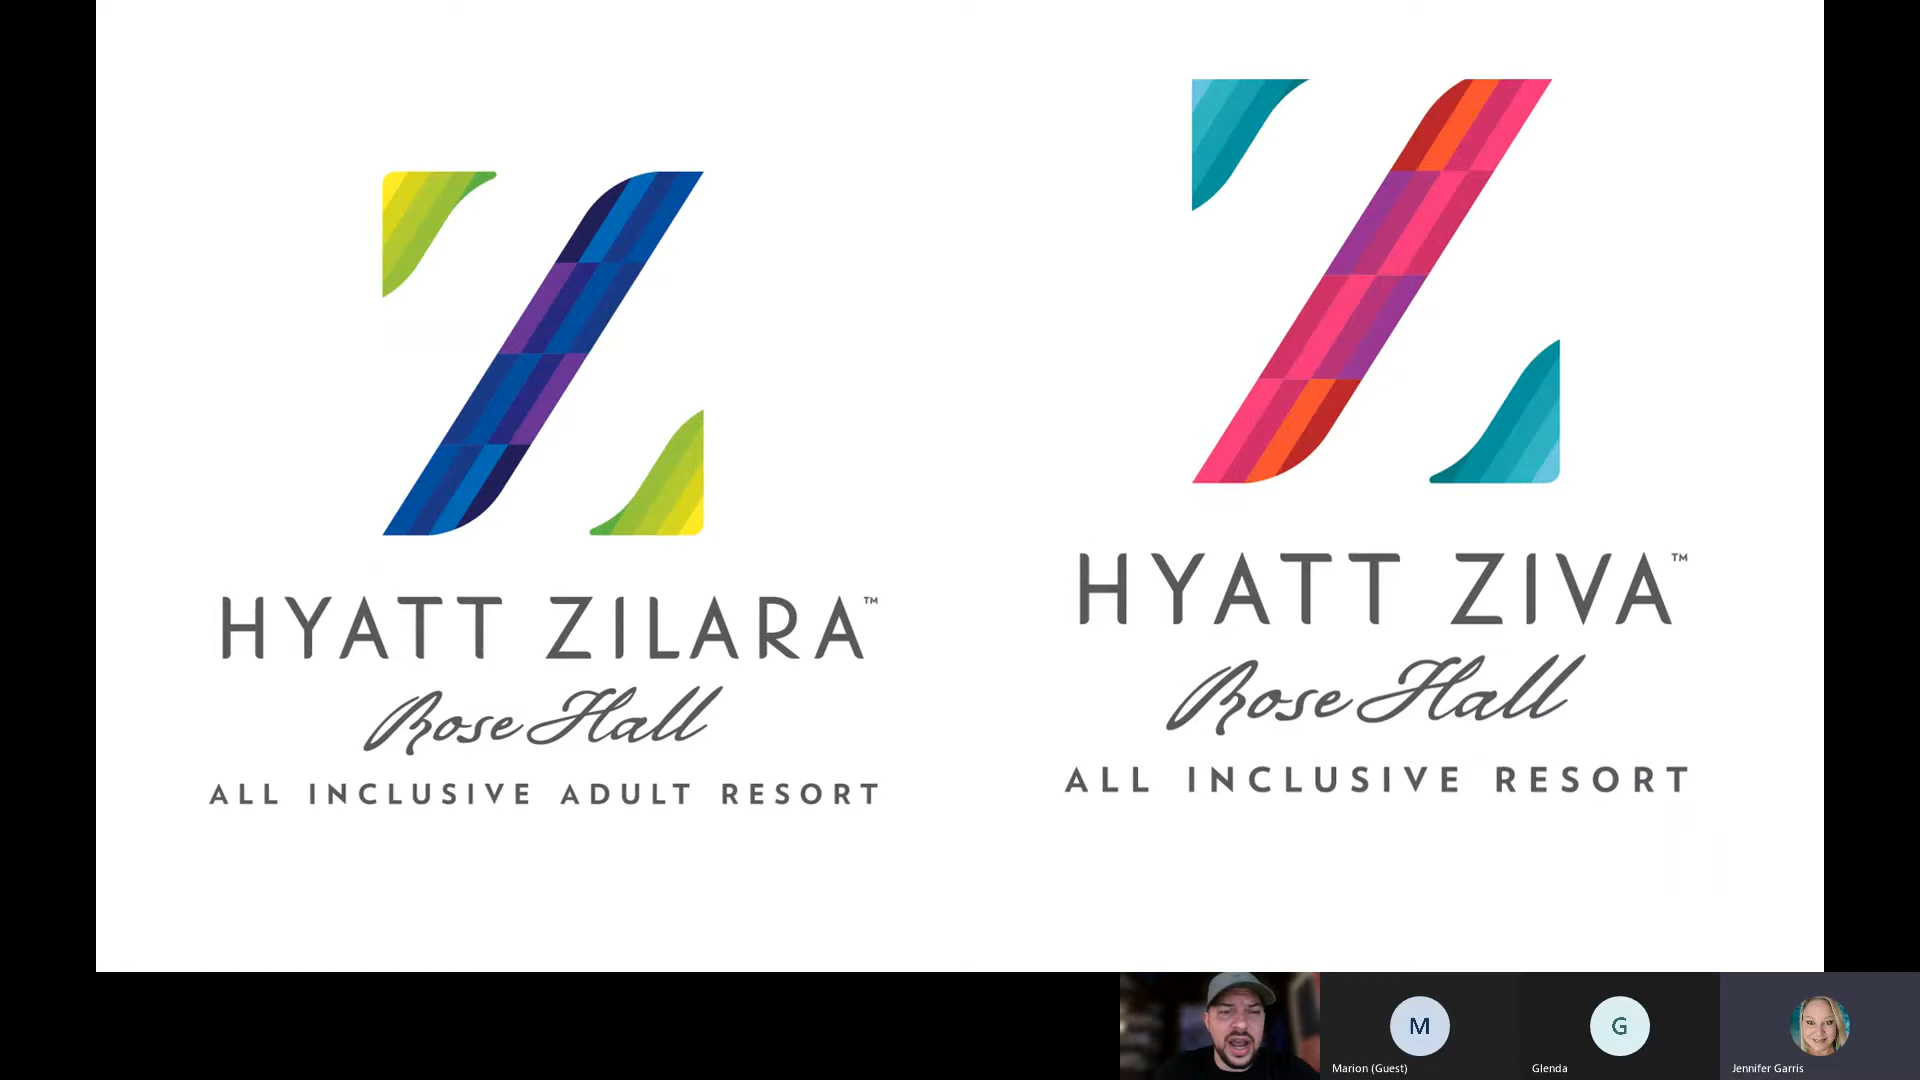 HYATT ZILARA™
Rose Hall
ALL INCLUSIVE ADULT RESORT
HYATT ZIVA™
Rose Hall
ALL INCLUSIVE RESORT
M
Marion (Guest)
G
Glenda
Jennifer Garris